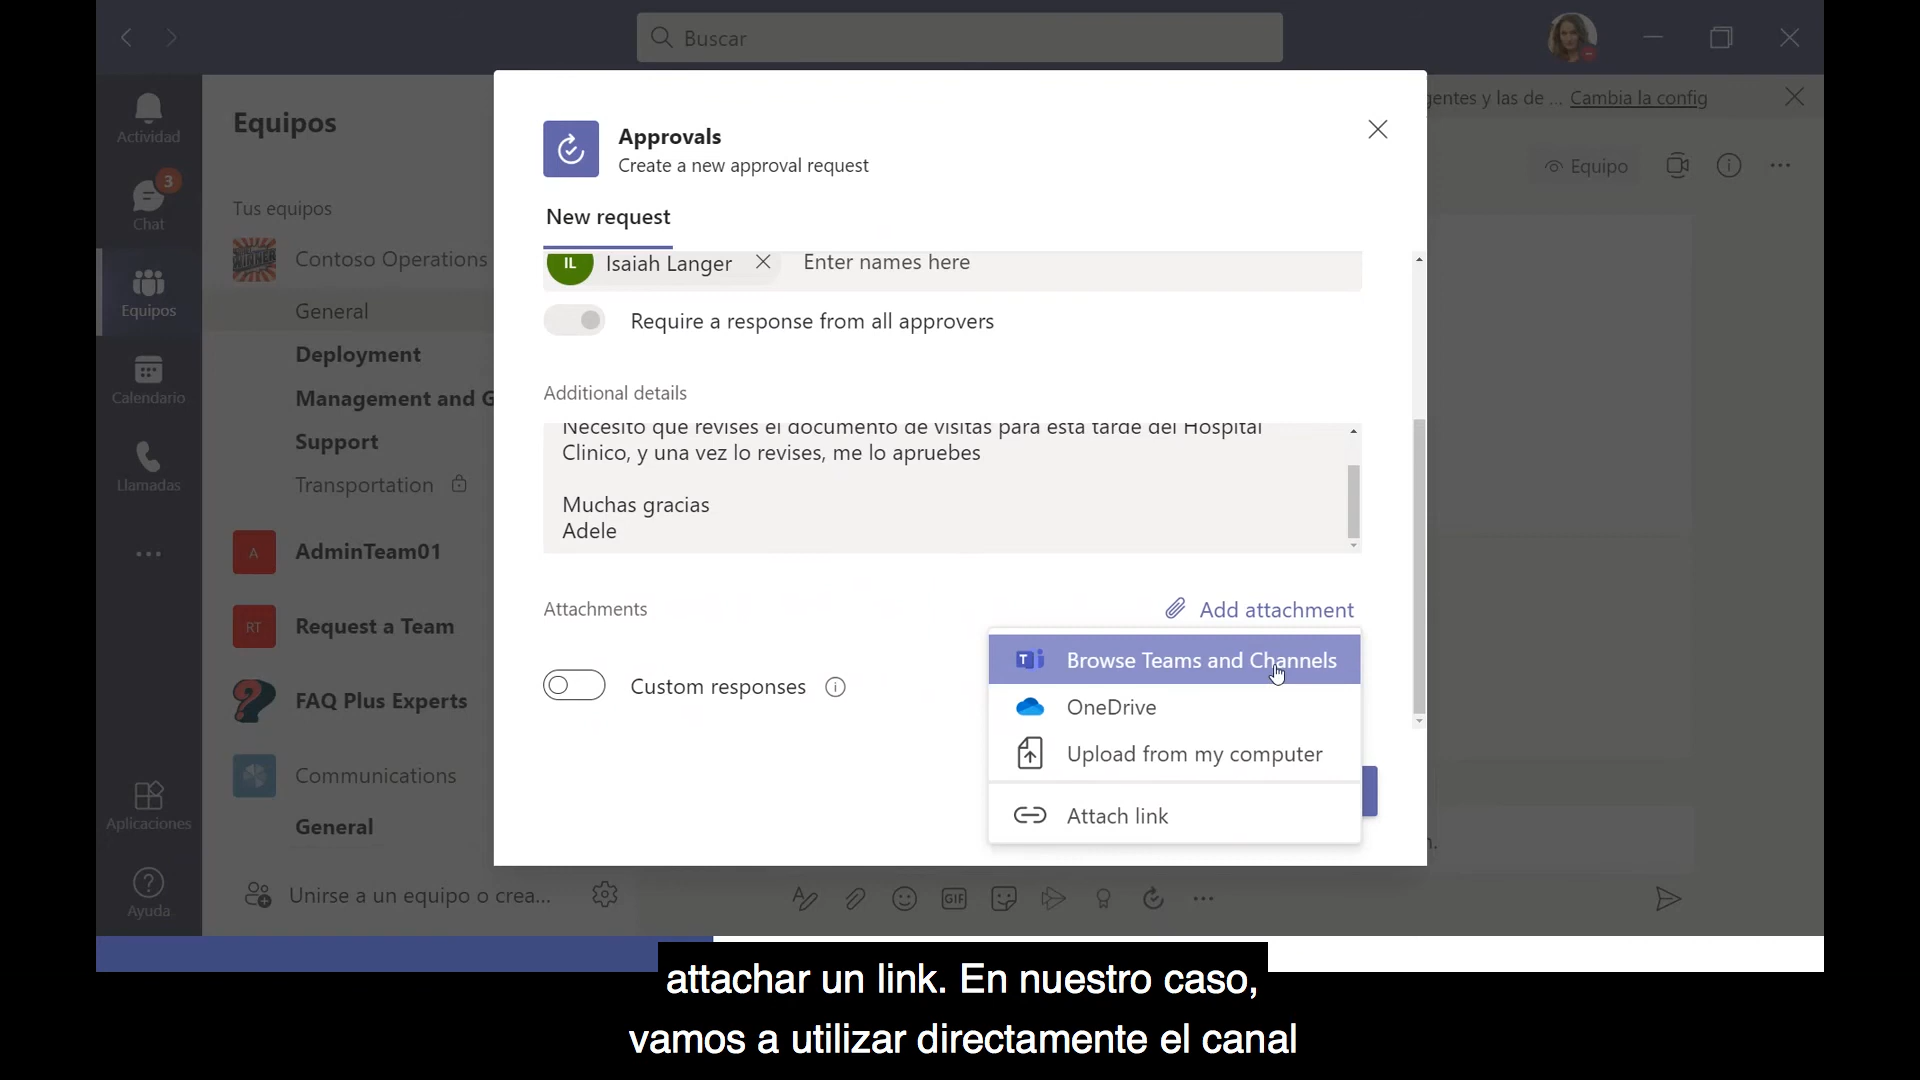 Buscar
Actividad
3
Chat
Equipos
Calendario
Llamadas
Aplicaciones
Ayuda
Equipos
Tus equipos
WINNER
Contoso Operations
General
Deployment
Management and G
Support
Transportation
A
AdminTeam01
RT
Request a Team
FAQ Plus Experts
Communications
General
Unirse a un equipo o crea...
gentes y las de ... Cambia la config
Equipo
Approvals
Create a new approval request
New request
IL
Isaiah Langer
Enter names here
Require a response from all approvers
Additional details
Necesito que revises el documento de visitas para esta tarde del Hospital
Clinico, y una vez lo revises, me lo apruebes
Muchas gracias
Adele
Attachments
Add attachment
Custom responses
Browse Teams and Channels
OneDrive
Upload from my computer
Attach link
GIF
attachar un link. En nuestro caso,
vamos a utilizar directamente el canal